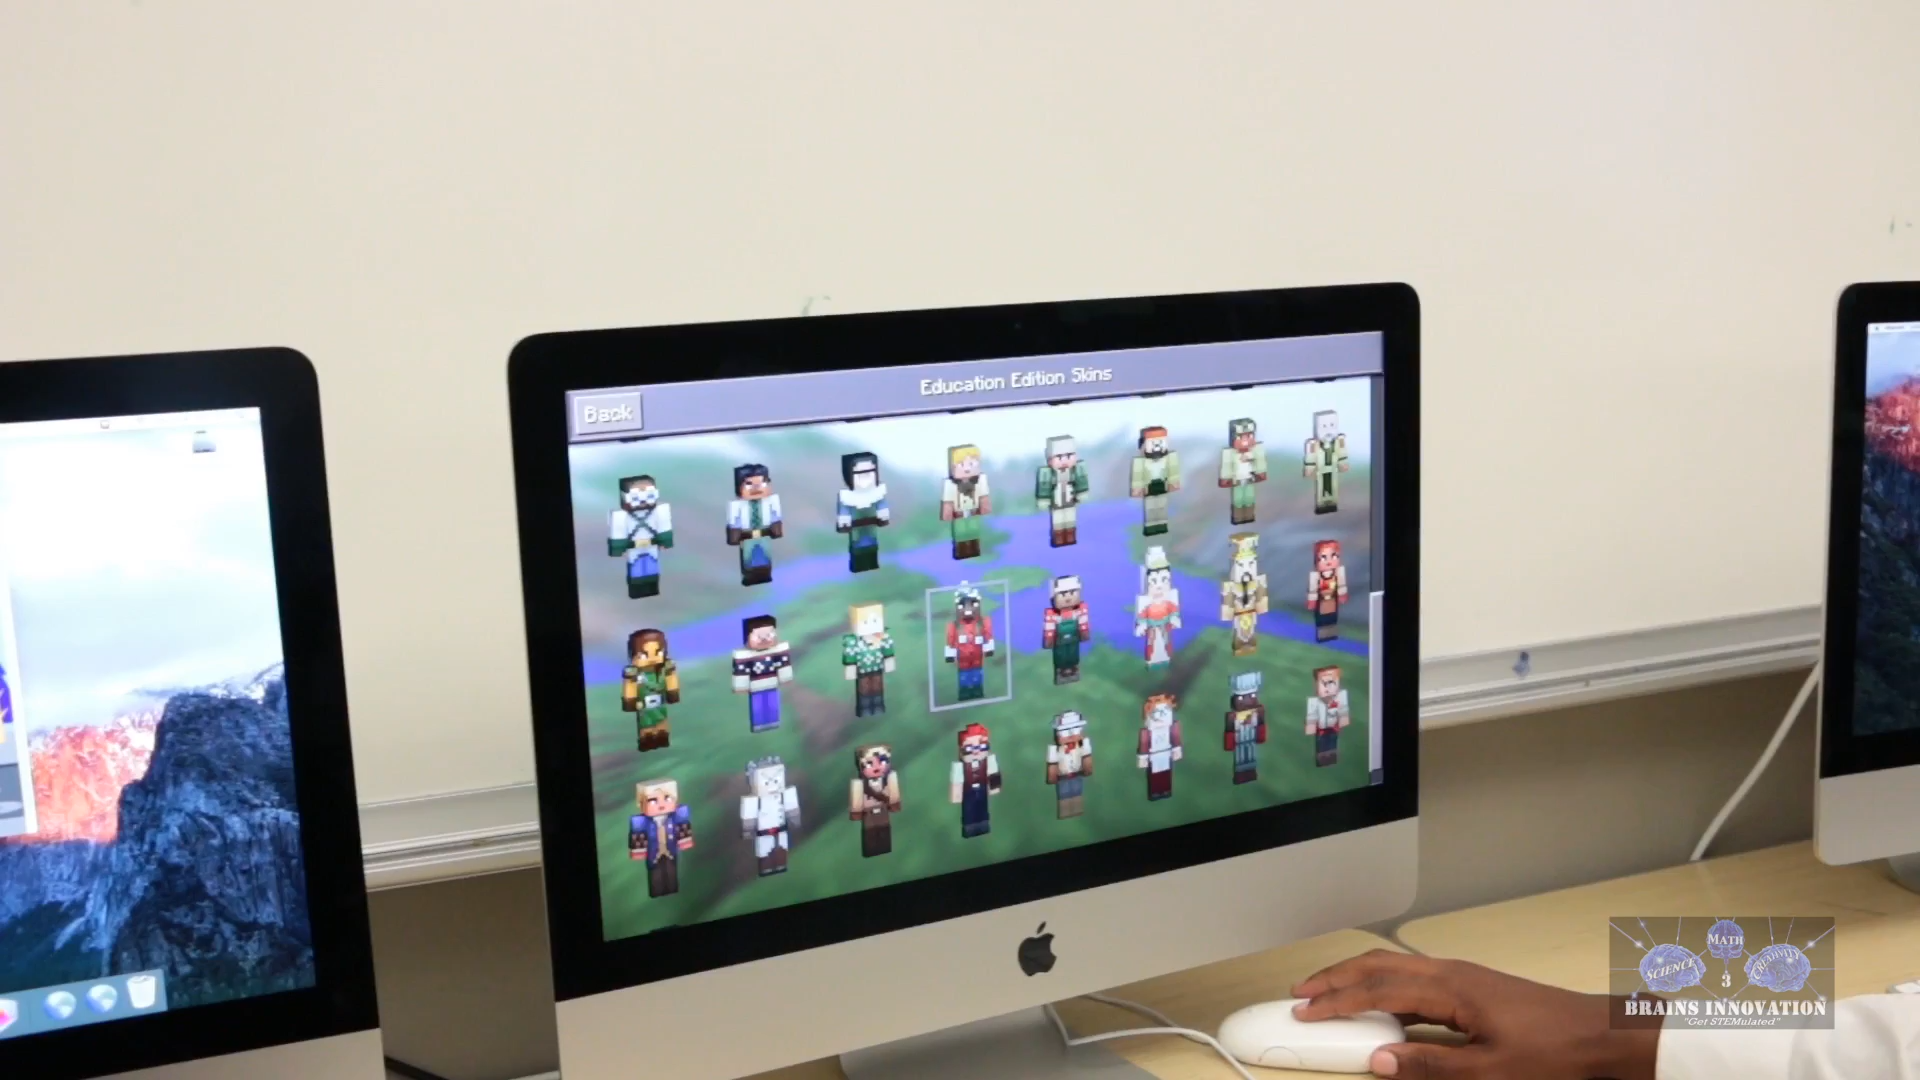 Education Edition Skins
Back
MATH
SCIENCE
CREATIVITY
3
BRAINS INNOVATION
"Get STEMulated"